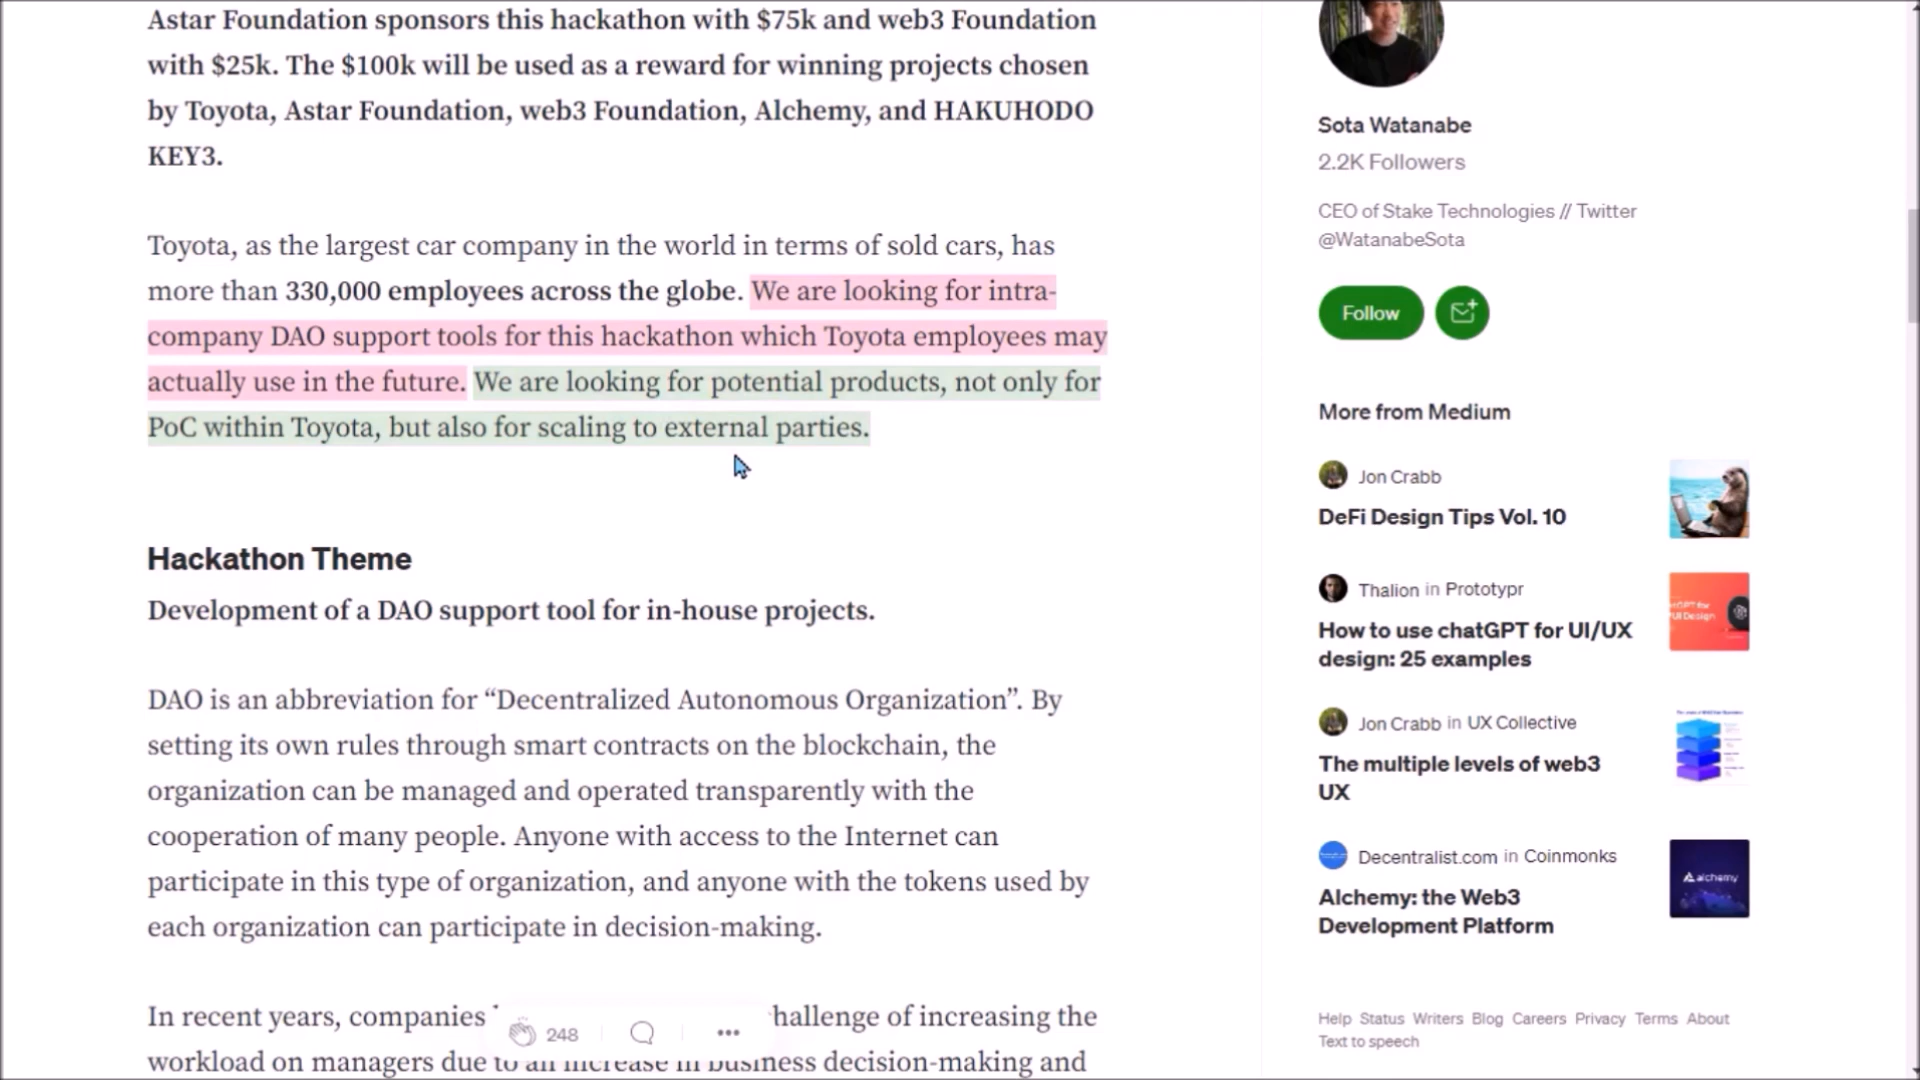 Astar Foundation sponsors this hackathon with $75k and web3 Foundation
with $25k. The $100k will be used as a reward for winning projects chosen
by Toyota, Astar Foundation, web3 Foundation, Alchemy, and HAKUHODO
KEY3.
Toyota, as the largest car company in the world in terms of sold cars, has
more than 330,000 employees across the globe. We are looking for intra-
company DAO support tools for this hackathon which Toyota employees may
actually use in the future. We are looking for potential products, not only for
PoC within Toyota, but also for scaling to external parties.
Hackathon Theme
Development of a DAO support tool for in-house projects.
DAO is an abbreviation for “Decentralized Autonomous Organization”. By
setting its own rules through smart contracts on the blockchain, the
organization can be managed and operated transparently with the
cooperation of many people. Anyone with access to the Internet can
participate in this type of organization, and anyone with the tokens used by
each organization can participate in decision-making.
In recent years, companies hallenge of increasing the
workload on managers due to an increase in business decision-making and
248
Sota Watanabe
2.2K Followers
CEO of Stake Technologies // Twitter
@WatanabeSota
Follow
More from Medium
Jon Crabb
DeFi Design Tips Vol. 10
Thalion in Prototypr
How to use chatGPT for UI/UX
design: 25 examples
Jon Crabb in UX Collective
The multiple levels of web3
UX
Decentralist.com in Coinmonks
Alchemy: the Web3
Development Platform
alchemy
Help Status Writers Blog Careers Privacy Terms About
Text to speech